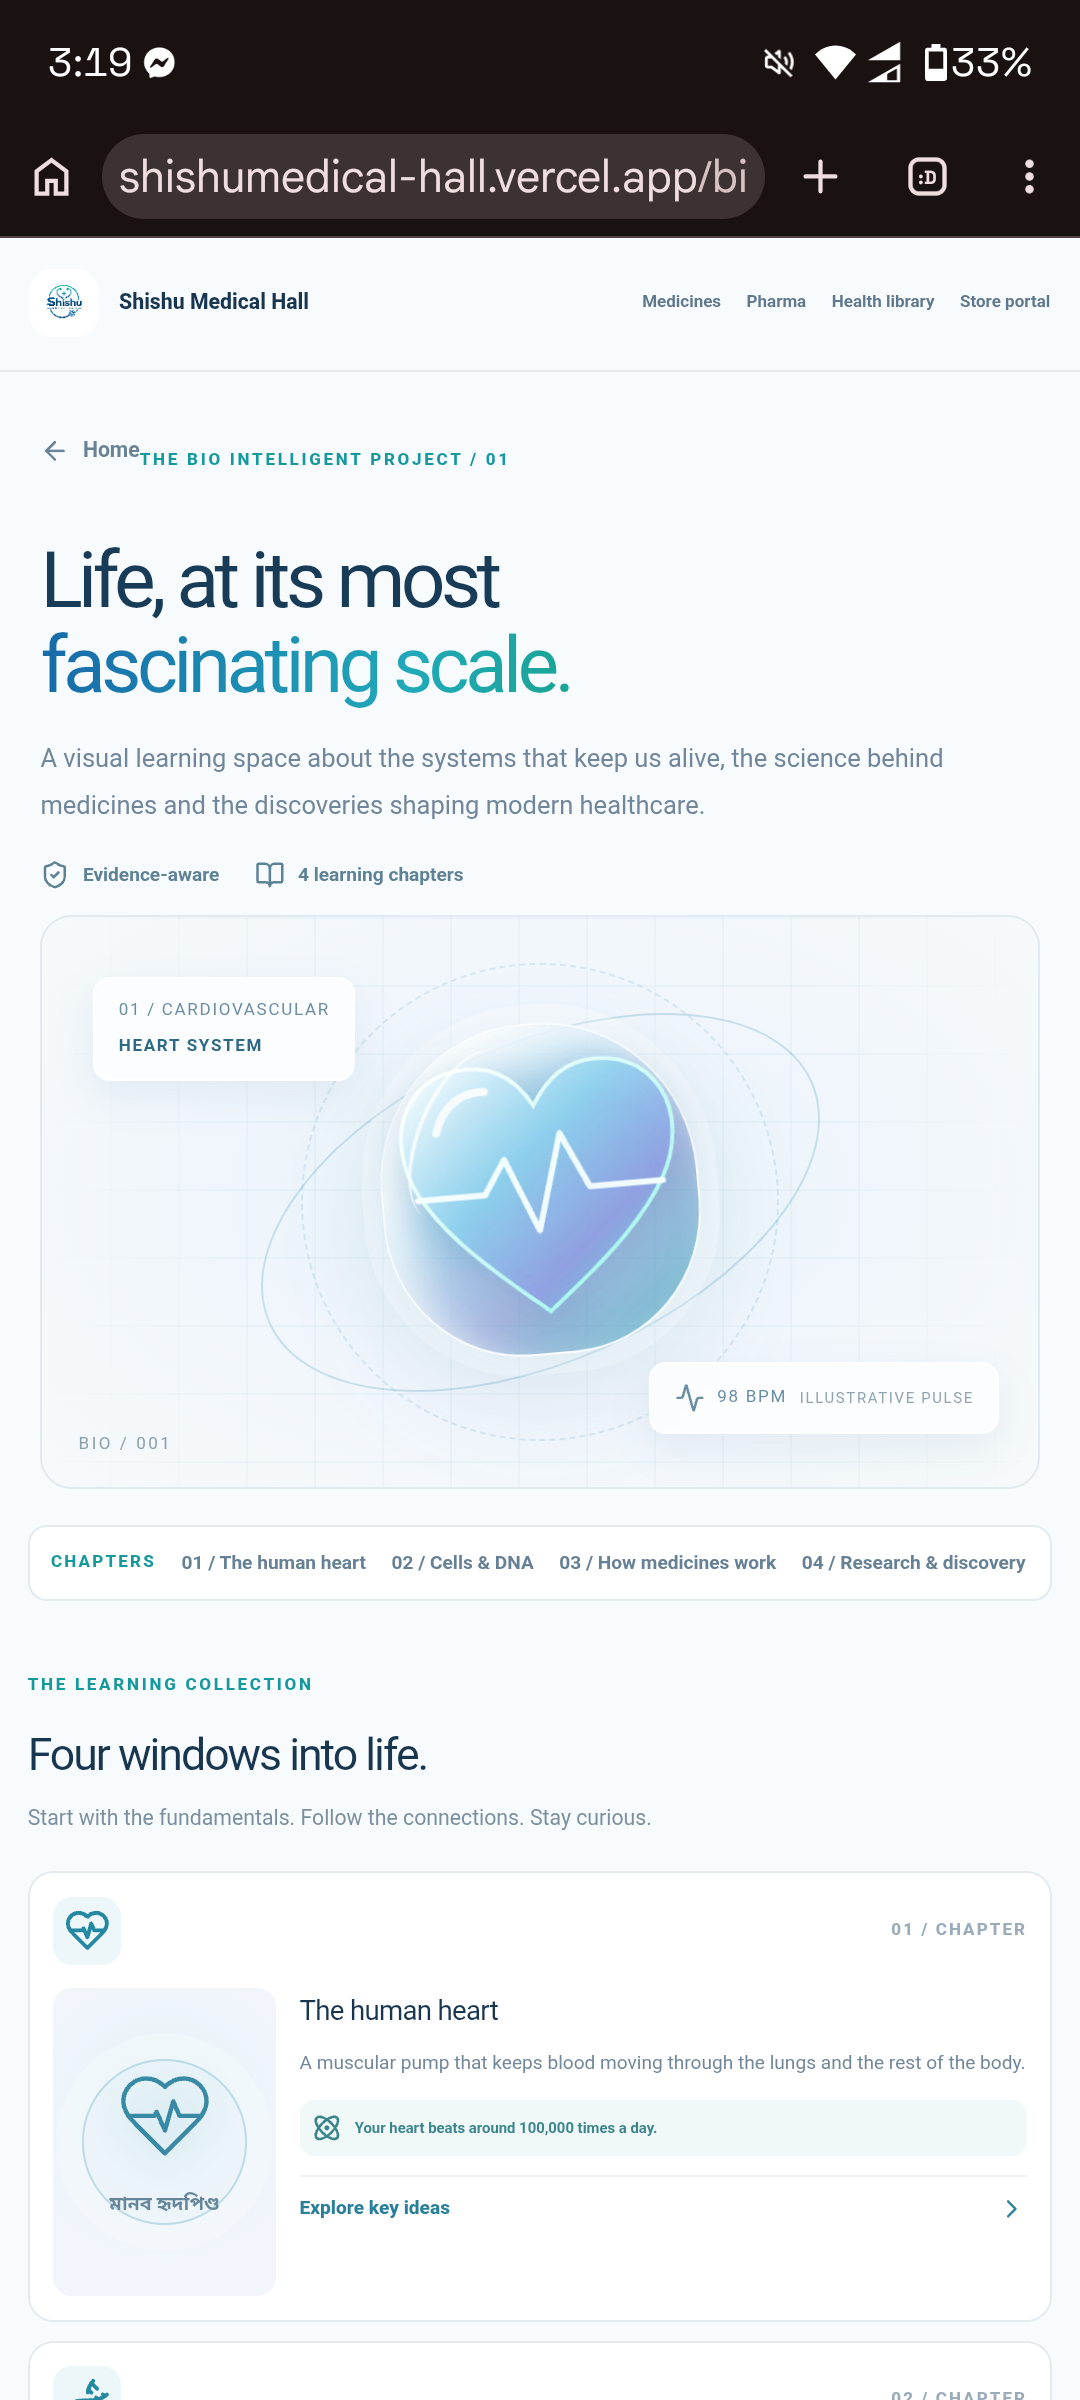 3:19
33%
shishumedical-hall.vercel.app/bi
:D
Shishu
Shishu Medical Hall
Medicines Pharma Health library Store portal
Home
THE BIO INTELLIGENT PROJECT / 01
Life, at its most
fascinating scale.
A visual learning space about the systems that keep us alive, the science behind
medicines and the discoveries shaping modern healthcare.
Evidence-aware 4 learning chapters
01 / CARDIOVASCULAR
HEART SYSTEM
98 BPM ILLUSTRATIVE PULSE
BIO / 001
CHAPTERS 01 / The human heart 02 / Cells & DNA 03 / How medicines work 04 / Research & discovery
THE LEARNING COLLECTION
Four windows into life.
Start with the fundamentals. Follow the connections. Stay curious.
01 / CHAPTER
The human heart
A muscular pump that keeps blood moving through the lungs and the rest of the body.
Your heart beats around 100,000 times a day.
মানব হৃদপিণ্ড
Explore key ideas
02 / CHAPTER